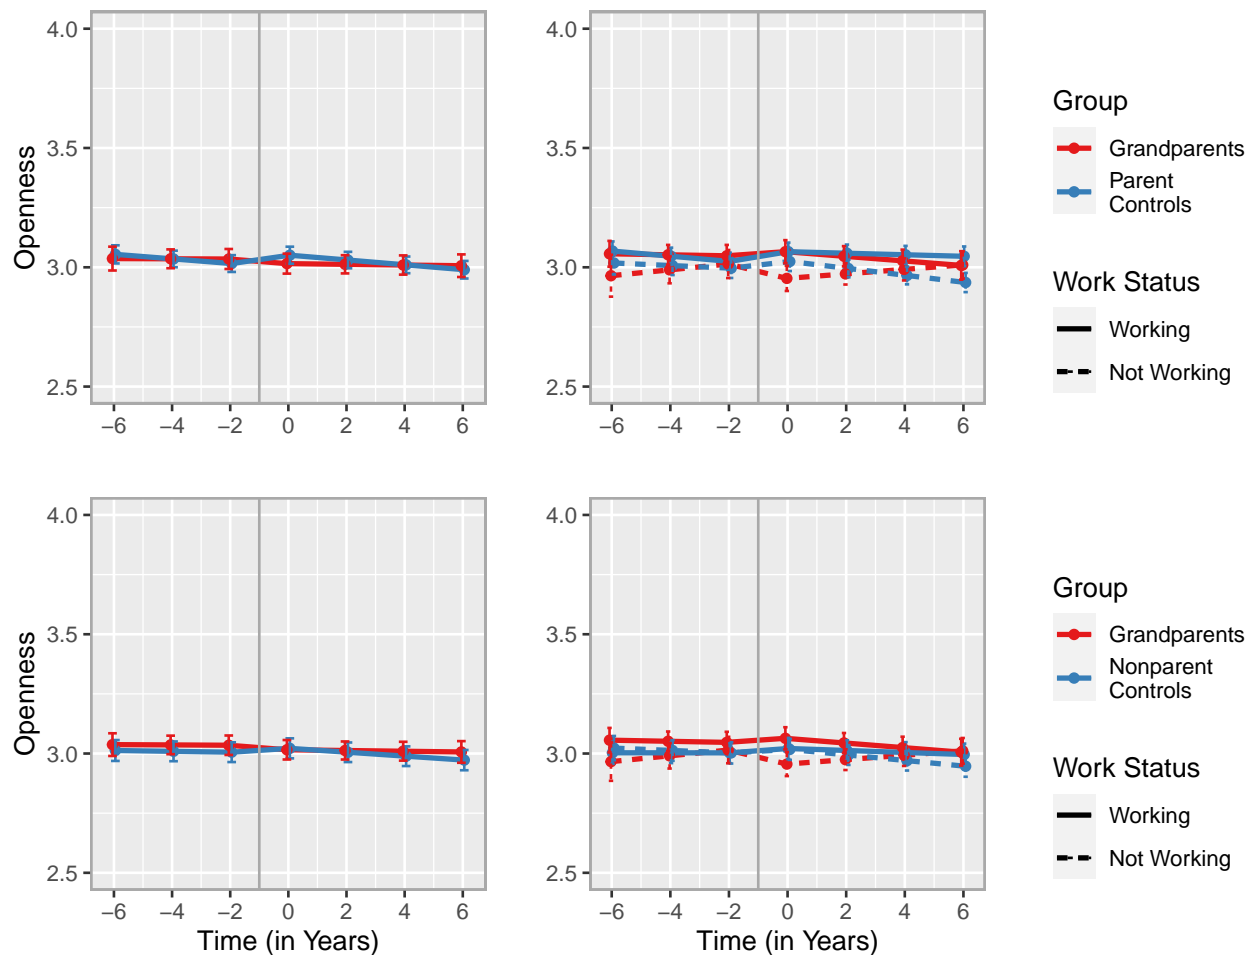 4.0
3.5
3.0
2.5
Openness
−6 −4 −2 0 2 4 6
4.0
3.5
3.0
2.5
−6 −4 −2 0 2 4 6
Group
Grandparents
Parent
Controls
Work Status
Working
Not Working
4.0
3.5
3.0
2.5
Openness
−6 −4 −2 0 2 4 6
Time (in Years)
4.0
3.5
3.0
2.5
−6 −4 −2 0 2 4 6
Time (in Years)
Group
Grandparents
Nonparent
Controls
Work Status
Working
Not Working